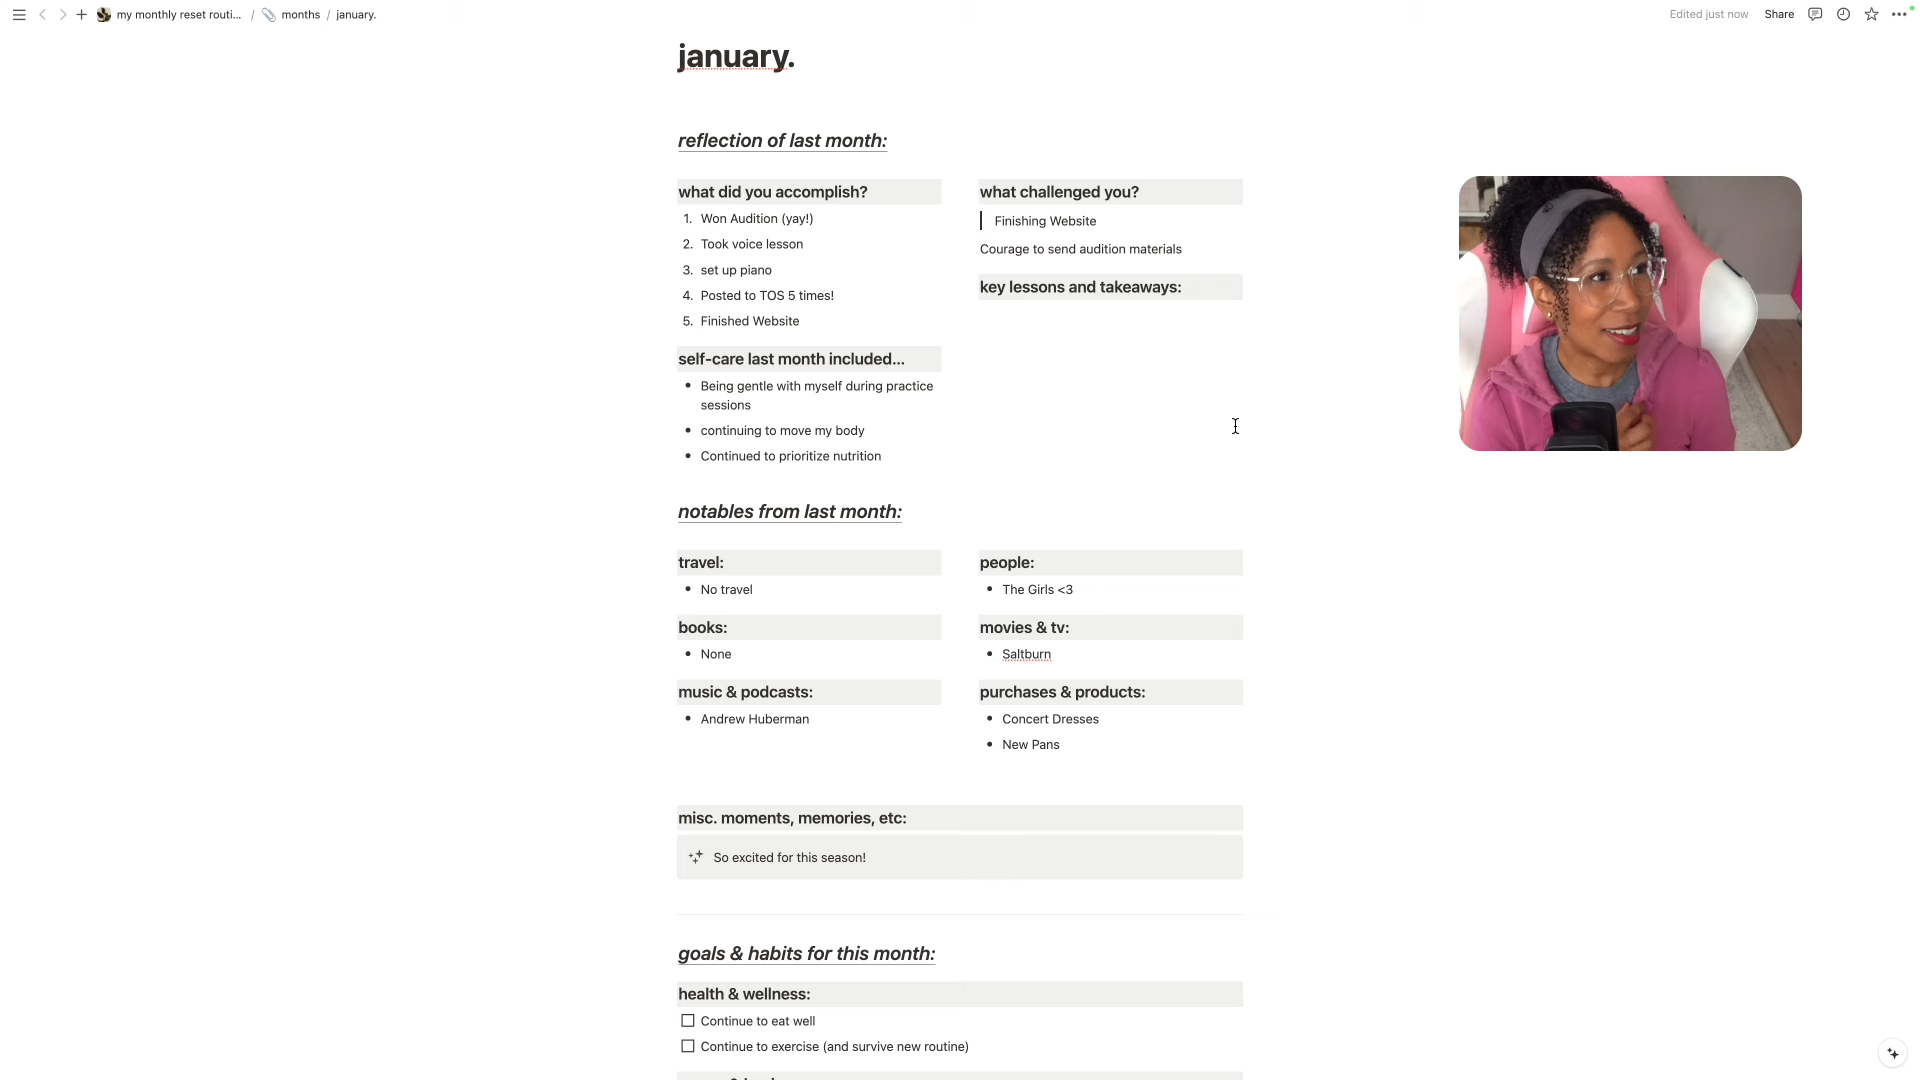 my monthly reset routi... / months / january.
Edited just now Share
january.
reflection of last month:
what did you accomplish?
1. Won Audition (yay!)
2. Took voice lesson
3. set up piano
4. Posted to TOS 5 times!
5. Finished Website
self-care last month included...
• Being gentle with myself during practice
sessions
• continuing to move my body
• Continued to prioritize nutrition
what challenged you?
Finishing Website
Courage to send audition materials
key lessons and takeaways:
notables from last month:
travel:
• No travel
books:
• None
music & podcasts:
• Andrew Huberman
people:
• The Girls <3
movies & tv:
• Saltburn
purchases & products:
• Concert Dresses
• New Pans
misc. moments, memories, etc:
So excited for this season!
goals & habits for this month:
health & wellness:
Continue to eat well
Continue to exercise (and survive new routine)